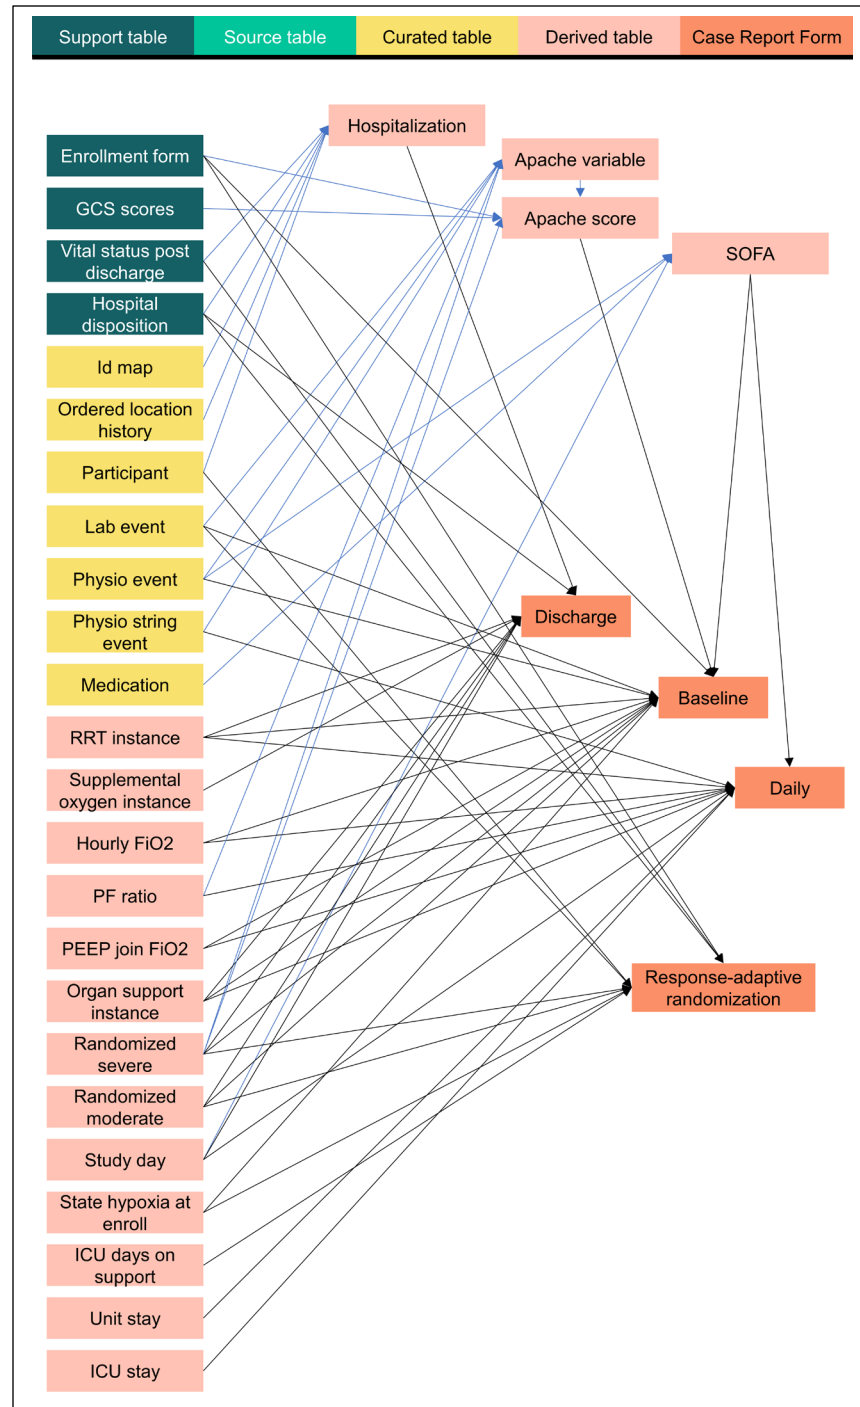 Support table
Source table
Curated table
Derived table
Case Report Form
Hospitalization
Enrollment form
Apache variable
GCS scores
Apache score
Vital status post
discharge
SOFA
Hospital
disposition
Id map
Ordered location
history
Participant
Lab event
Physio event
Physio string
event
Discharge
Medication
Baseline
RRT instance
Supplemental
oxygen instance
Daily
Hourly FiO2
PF ratio
PEEP join FiO2
Organ support
instance
Response-adaptive
randomization
Randomized
severe
Randomized
moderate
Study day
State hypoxia at
enroll
ICU days on
support
Unit stay
ICU stay